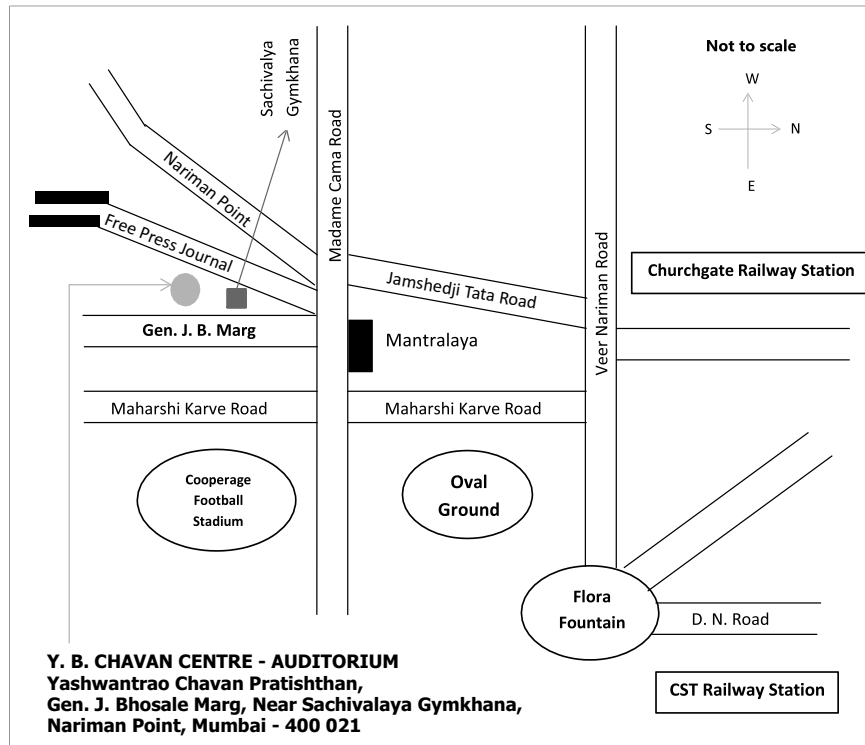 Not to scale
W
S
N
E
Sachivalya
Gymkhana
Madame Cama Road
Nariman Point
Free Press Journal
Jamshedji Tata Road
Veer Nariman Road
Churchgate Railway Station
Gen. J. B. Marg
Mantralaya
Maharshi Karve Road
Maharshi Karve Road
Cooperage
Football
Stadium
Oval
Ground
Flora
Fountain
D. N. Road
CST Railway Station
Y. B. CHAVAN CENTRE - AUDITORIUM
Yashwantrao Chavan Pratishthan,
Gen. J. Bhosale Marg, Near Sachivalaya Gymkhana,
Nariman Point, Mumbai - 400 021